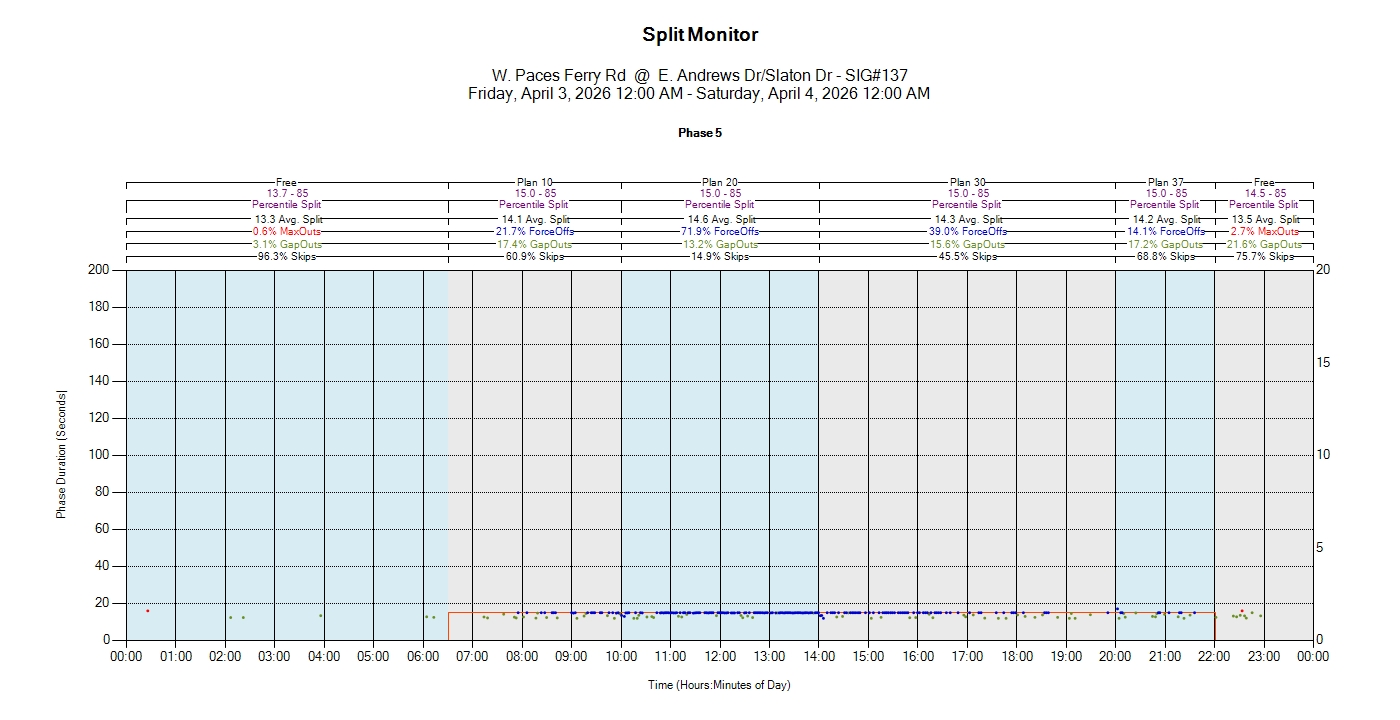 Split Monitor
W. Paces Ferry Rd @ E. Andrews Dr/Slaton Dr - SIG#137
Friday, April 3, 2026 12:00 AM - Saturday, April 4, 2026 12:00 AM
Phase 5
Free Plan 10 Plan 20 Plan 30 Plan 37 Free
13.7 - 85 15.0 - 85 15.0 - 85 15.0 - 85 15.0 - 85 14.5 - 85
Percentile Split Percentile Split Percentile Split Percentile Split Percentile Split Percentile Split
13.3 Avg. Split 14.1 Avg. Split 14.6 Avg. Split 14.3 Avg. Split 14.2 Avg. Split 13.5 Avg. Split
0.6% MaxOuts 21.7% ForceOffs 71.9% ForceOffs 39.0% ForceOffs 14.1% ForceOffs 2.7% MaxOuts
3.1% GapOuts 17.4% GapOuts 13.2% GapOuts 15.6% GapOuts 17.2% GapOuts 21.6% GapOuts
96.3% Skips 60.9% Skips 14.9% Skips 45.5% Skips 68.8% Skips 75.7% Skips
200 20
180
160
15
140
120
100 10
80
60
5
40
20
0 0
Phase Duration (Seconds)
00:00 01:00 02:00 03:00 04:00 05:00 06:00 07:00 08:00 09:00 10:00 11:00 12:00 13:00 14:00 15:00 16:00 17:00 18:00 19:00 20:00 21:00 22:00 23:00 00:00
Time (Hours:Minutes of Day)